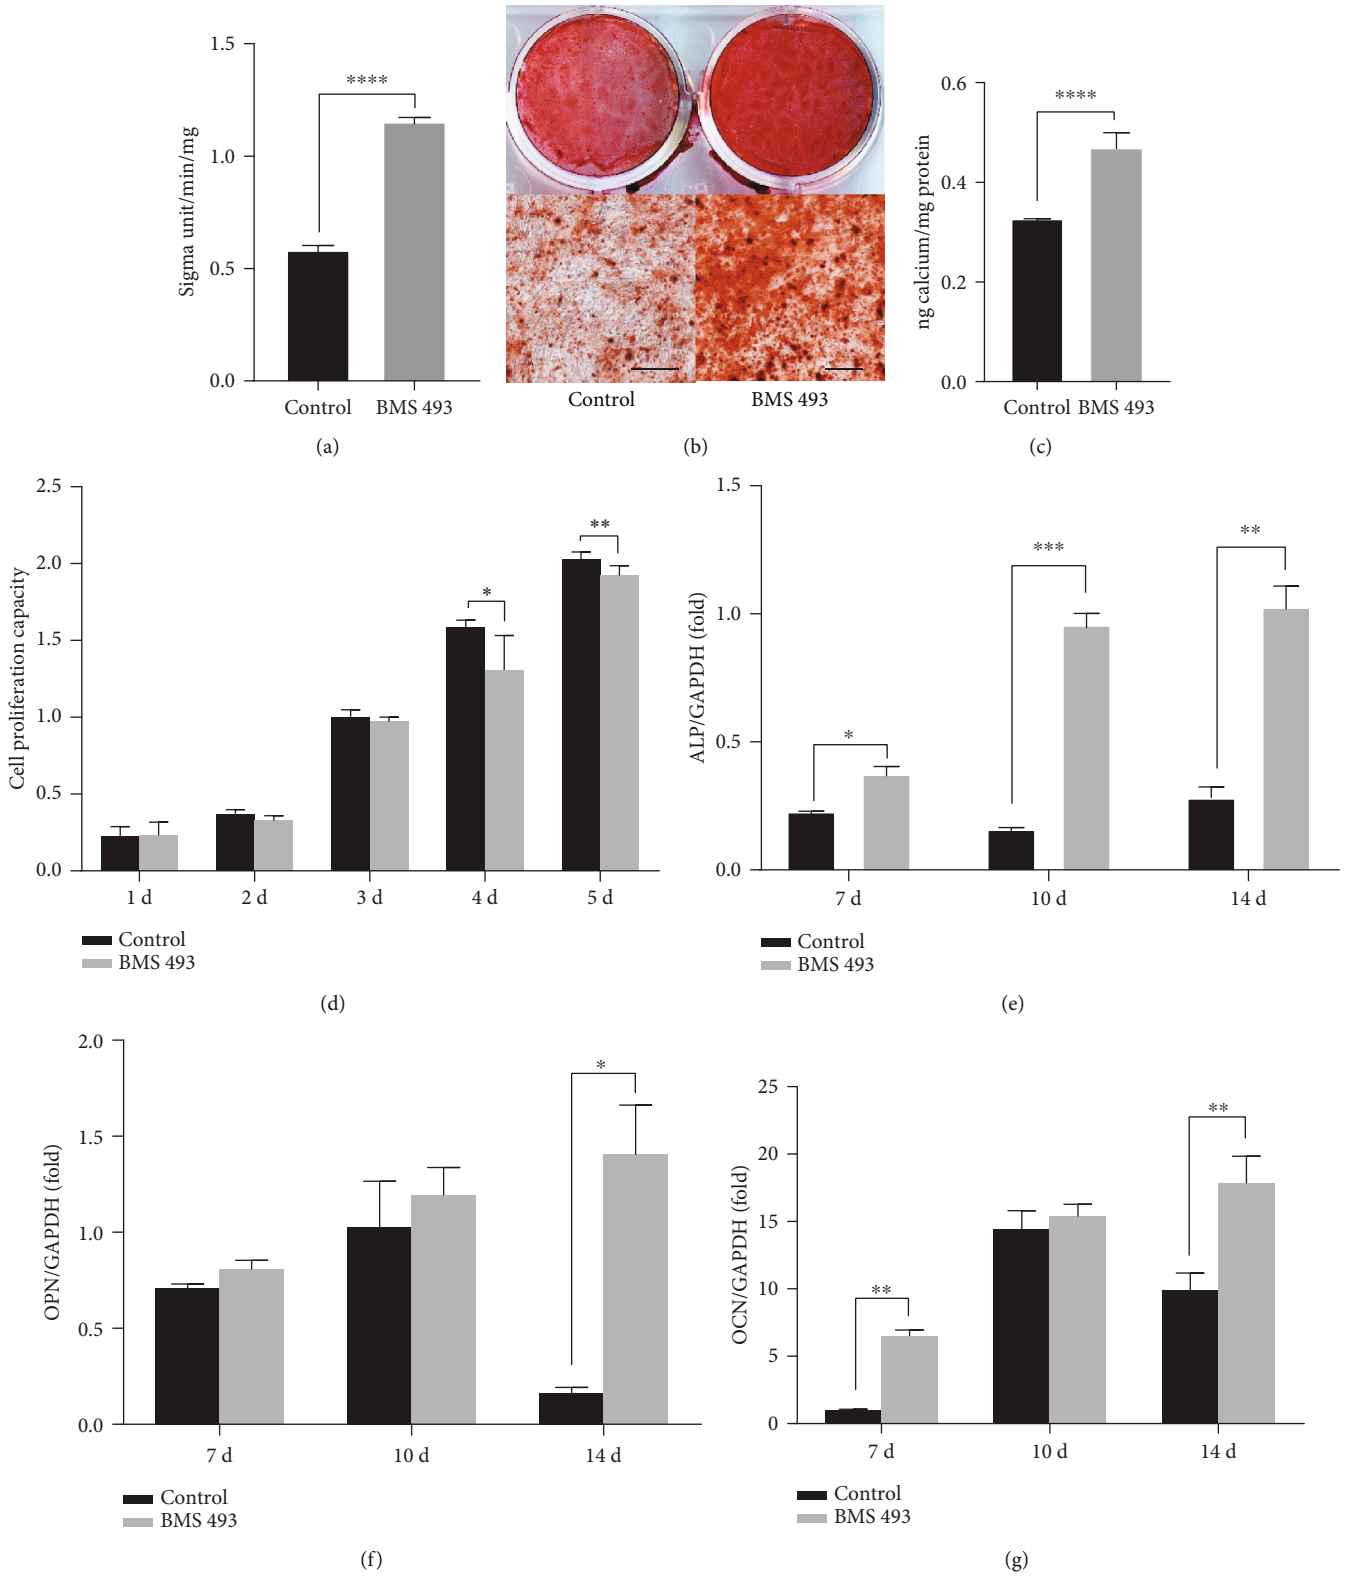 Sigma unit/min/mg
1.5
1.0
0.5
0.0
****
Control
BMS 493
(a)
Control
BMS 493
(b)
ng calcium/mg protein
0.6
0.4
0.2
0.0
****
Control BMS 493
(c)
Cell proliferation capacity
2.5
2.0
1.5
1.0
0.5
0.0
*
**
1 d
2 d
3 d
4 d
5 d
Control
BMS 493
(d)
ALP/GAPDH (fold)
1.5
1.0
0.5
0.0
*
***
**
7 d
10 d
14 d
Control
BMS 493
(e)
OPN/GAPDH (fold)
2.0
1.5
1.0
0.5
0.0
*
7 d
10 d
14 d
Control
BMS 493
(f)
OCN/GAPDH (fold)
25
20
15
10
5
0
**
**
7 d
10 d
14 d
Control
BMS 493
(g)